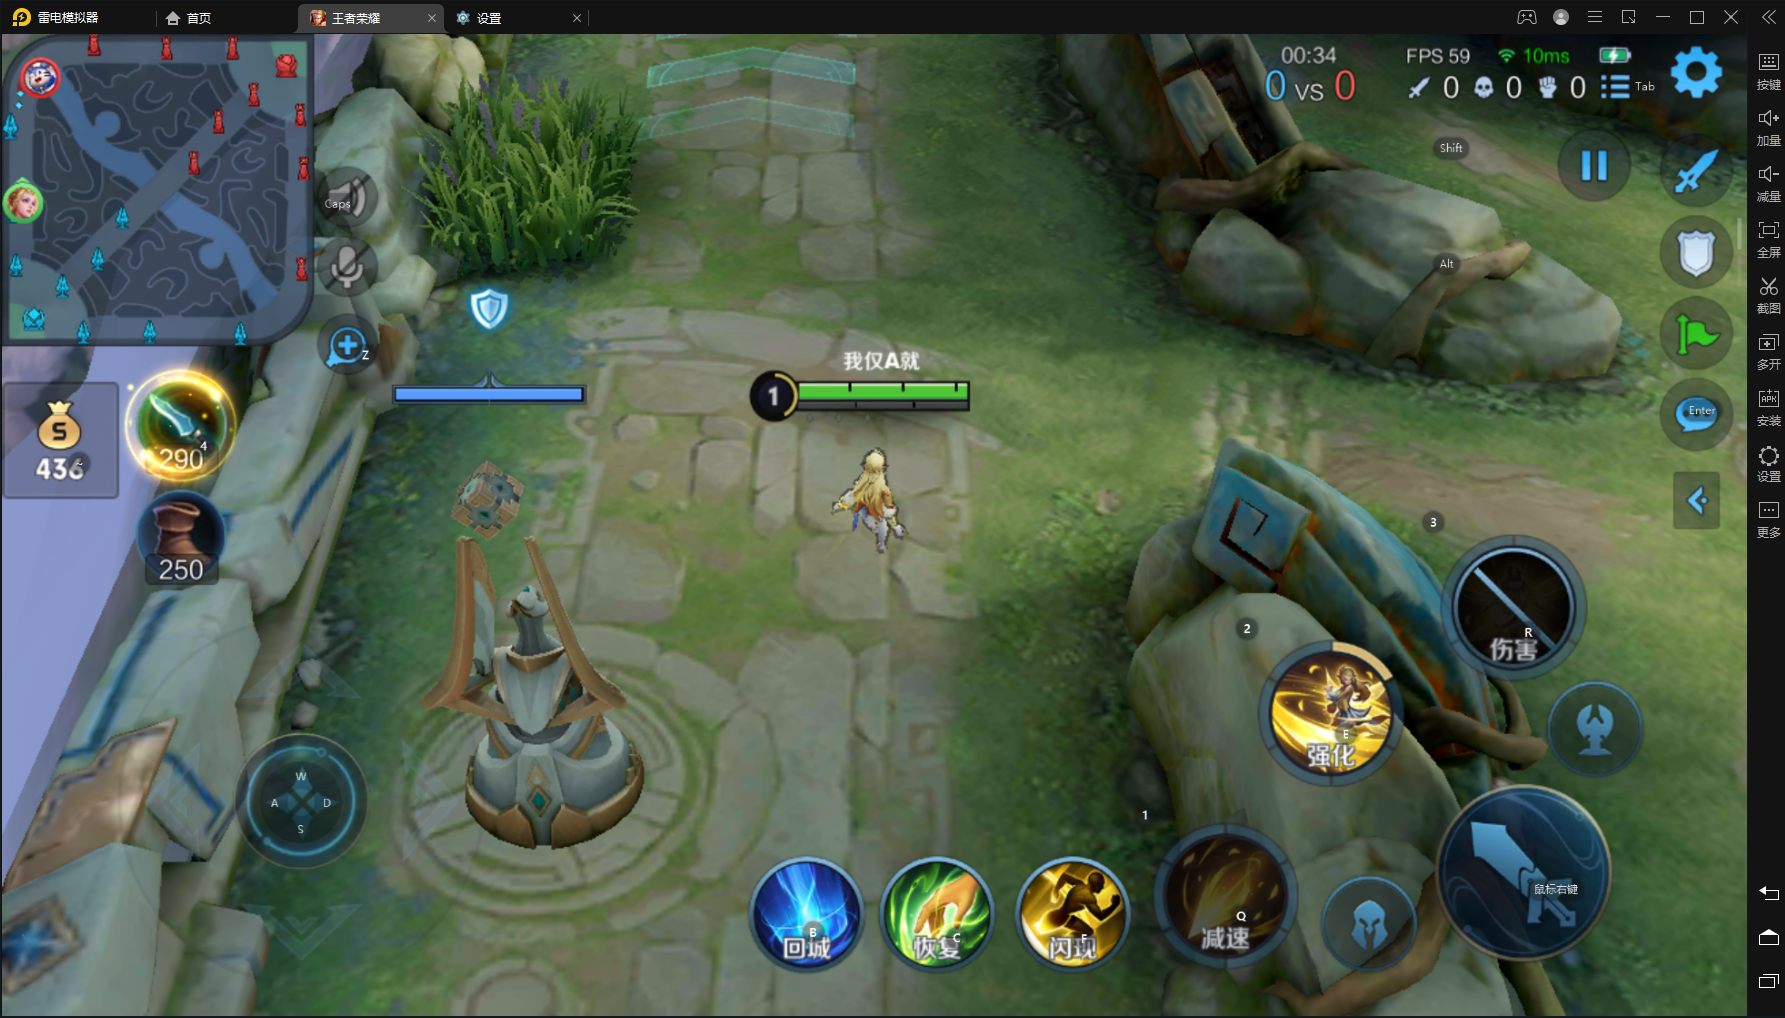 雷电模拟器
首页
王者荣耀
设置
00:34
FPS 59
10ms
0 VS 0
0
0
0
Tab
按键
加量
减量
全屏
截图
多开
安装
设置
更多
Shift
Caps
Alt
Z
Enter
我仅A就
1
436
~
290
4
250
3
R
伤害
2
E
强化
W
A
D
S
1
B
回城
C
恢复
F
闪现
Q
减速
鼠标右键
APK